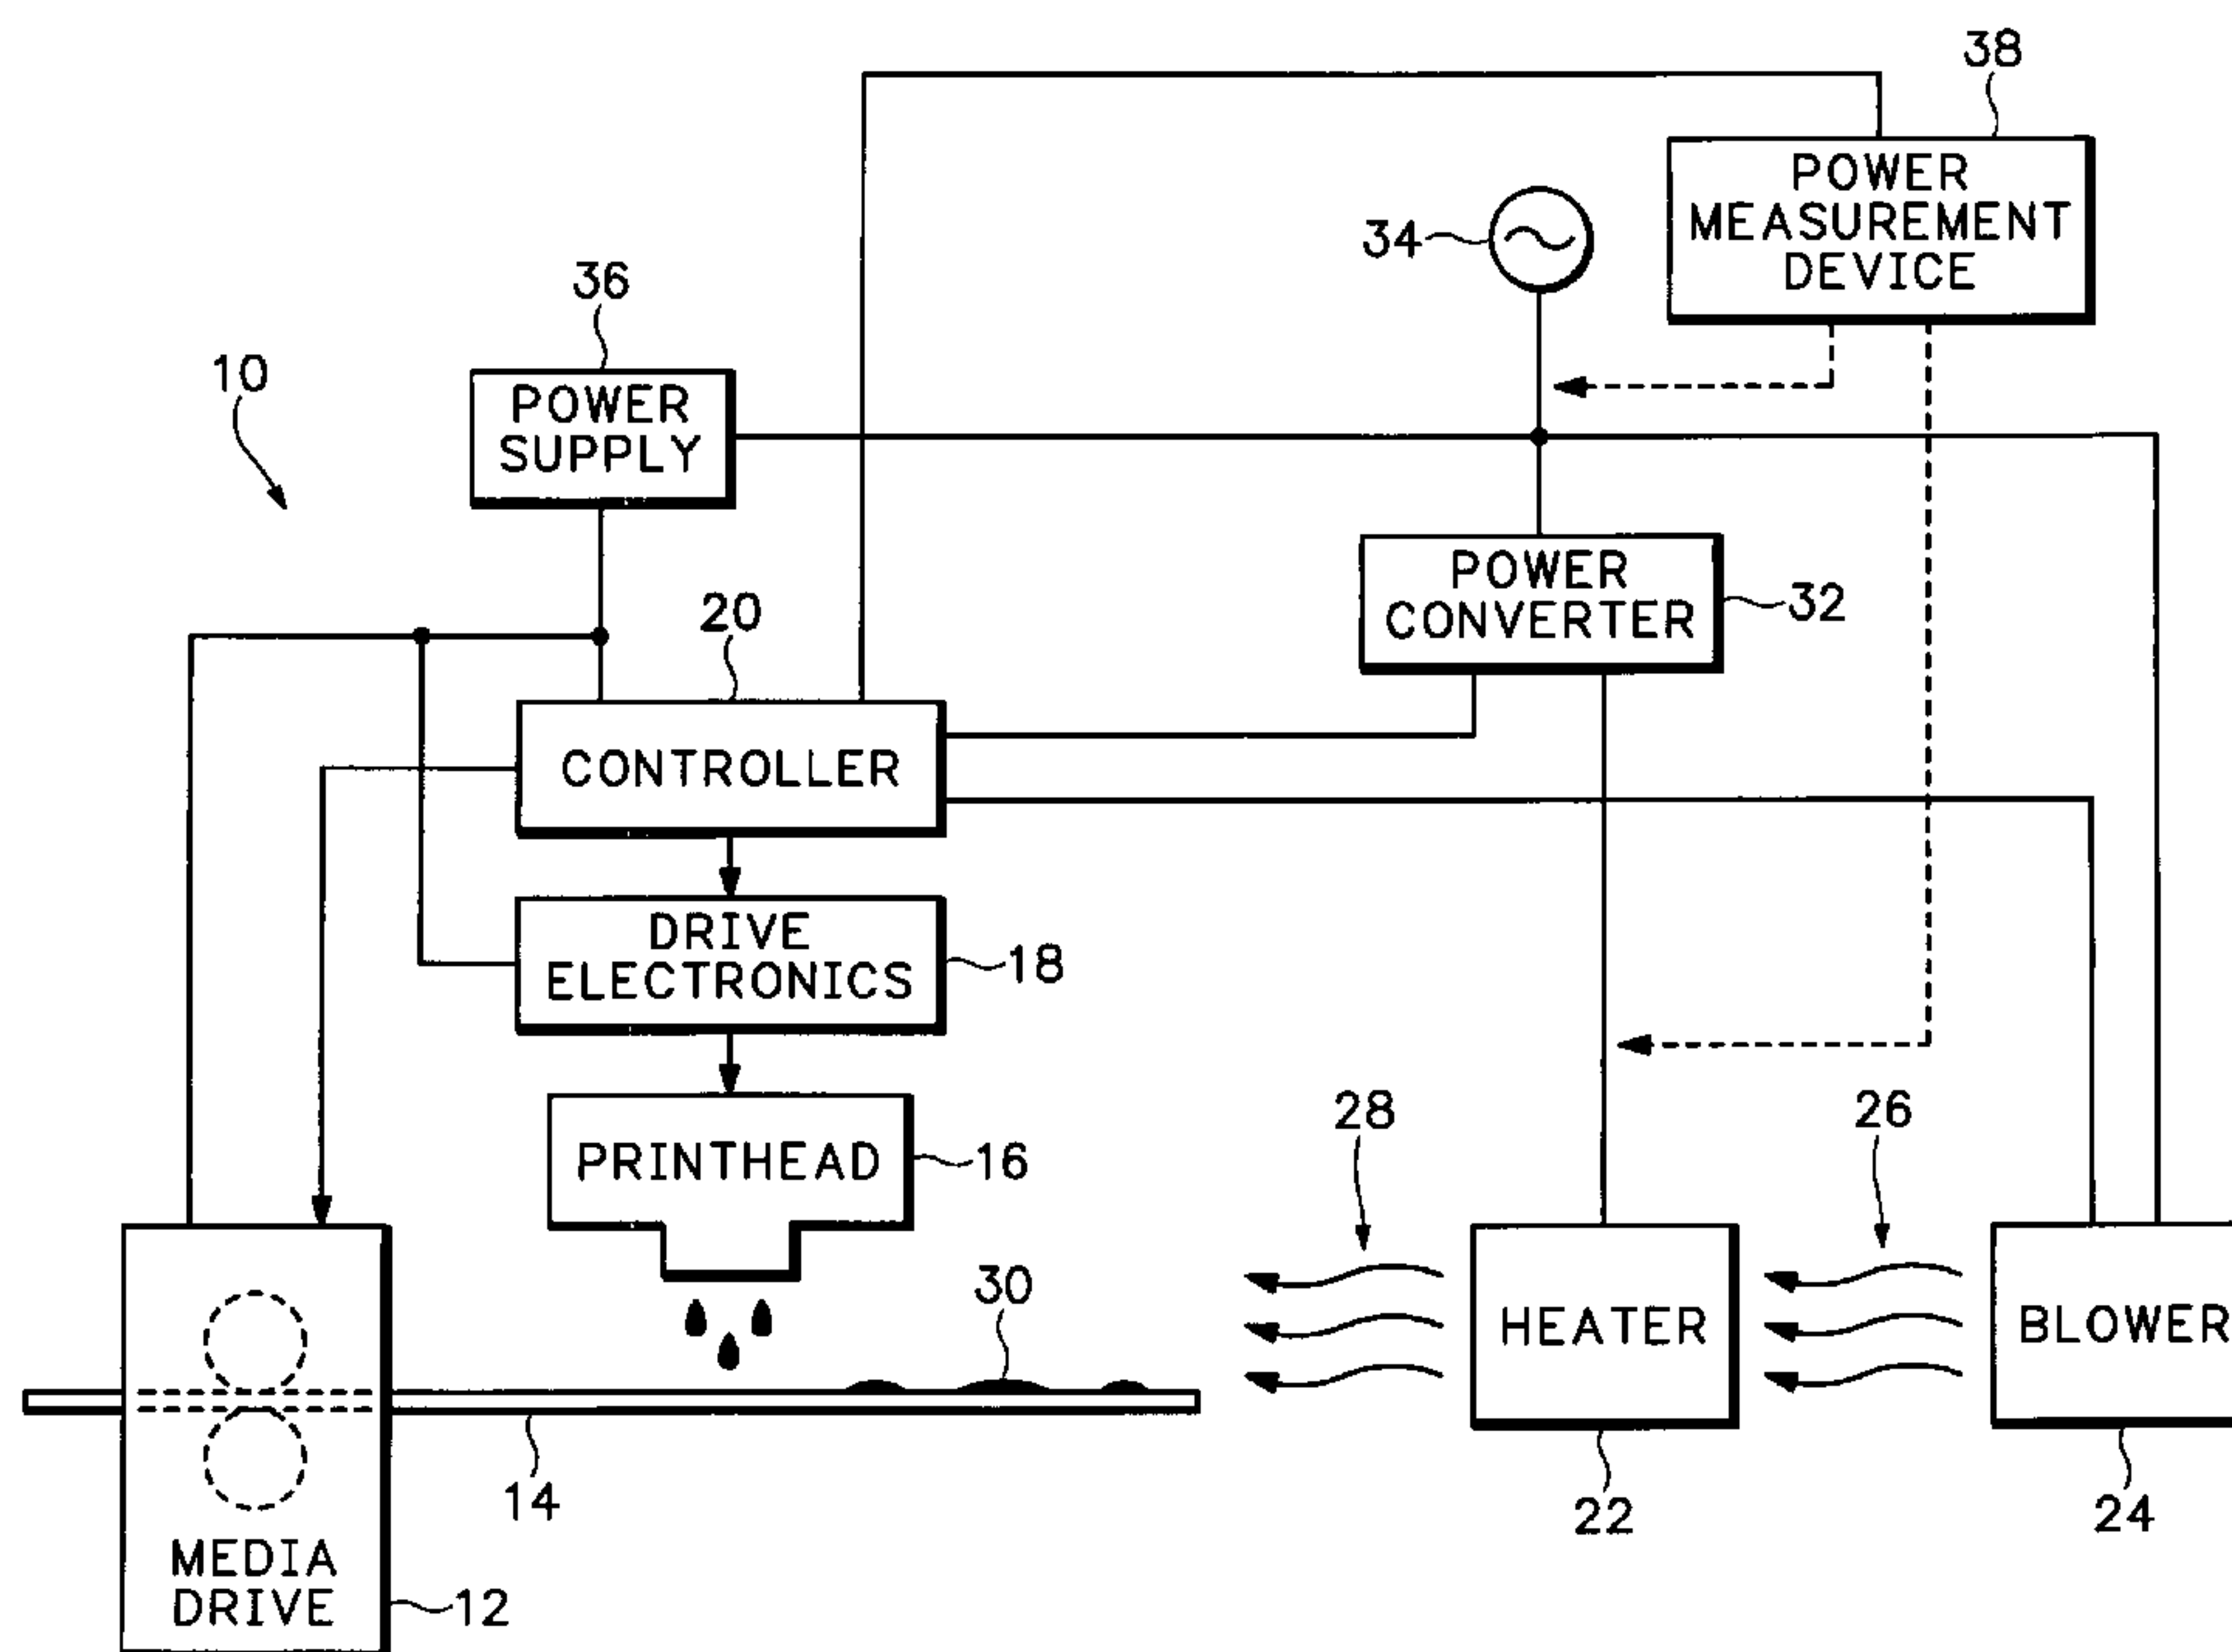 38
POWER
MEASUREMENT
DEVICE
34
36
10
POWER
SUPPLY
POWER
CONVERTER
32
20
CONTROLLER
DRIVE
ELECTRONICS
18
28
26
PRINTHEAD
16
30
HEATER
BLOWER
14
22
24
MEDIA
DRIVE
12